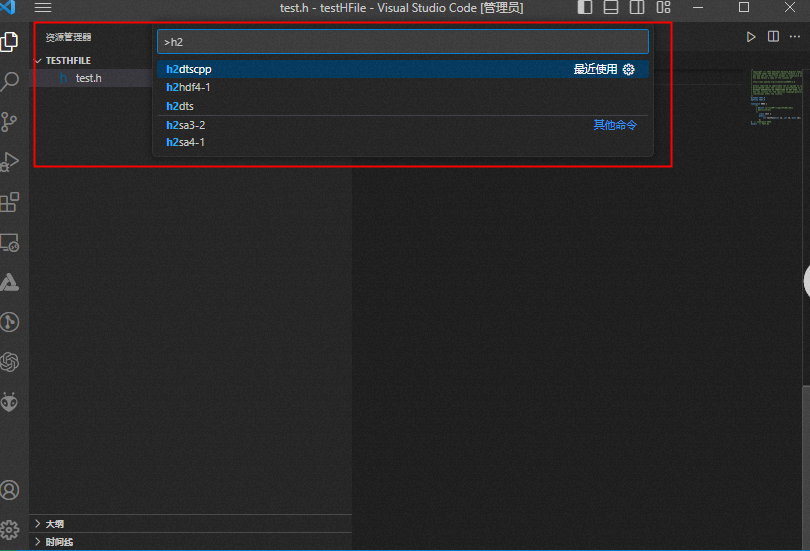 test.h - testHFile - Visual Studio Code [管理员]
资源管理器
>h2
TESTHFILE
h2dtscpp 最近使用
h test.h
h2hdf4-1
h2dts
h2sa3-2 其他命令
h2sa4-1
大纲
时间线